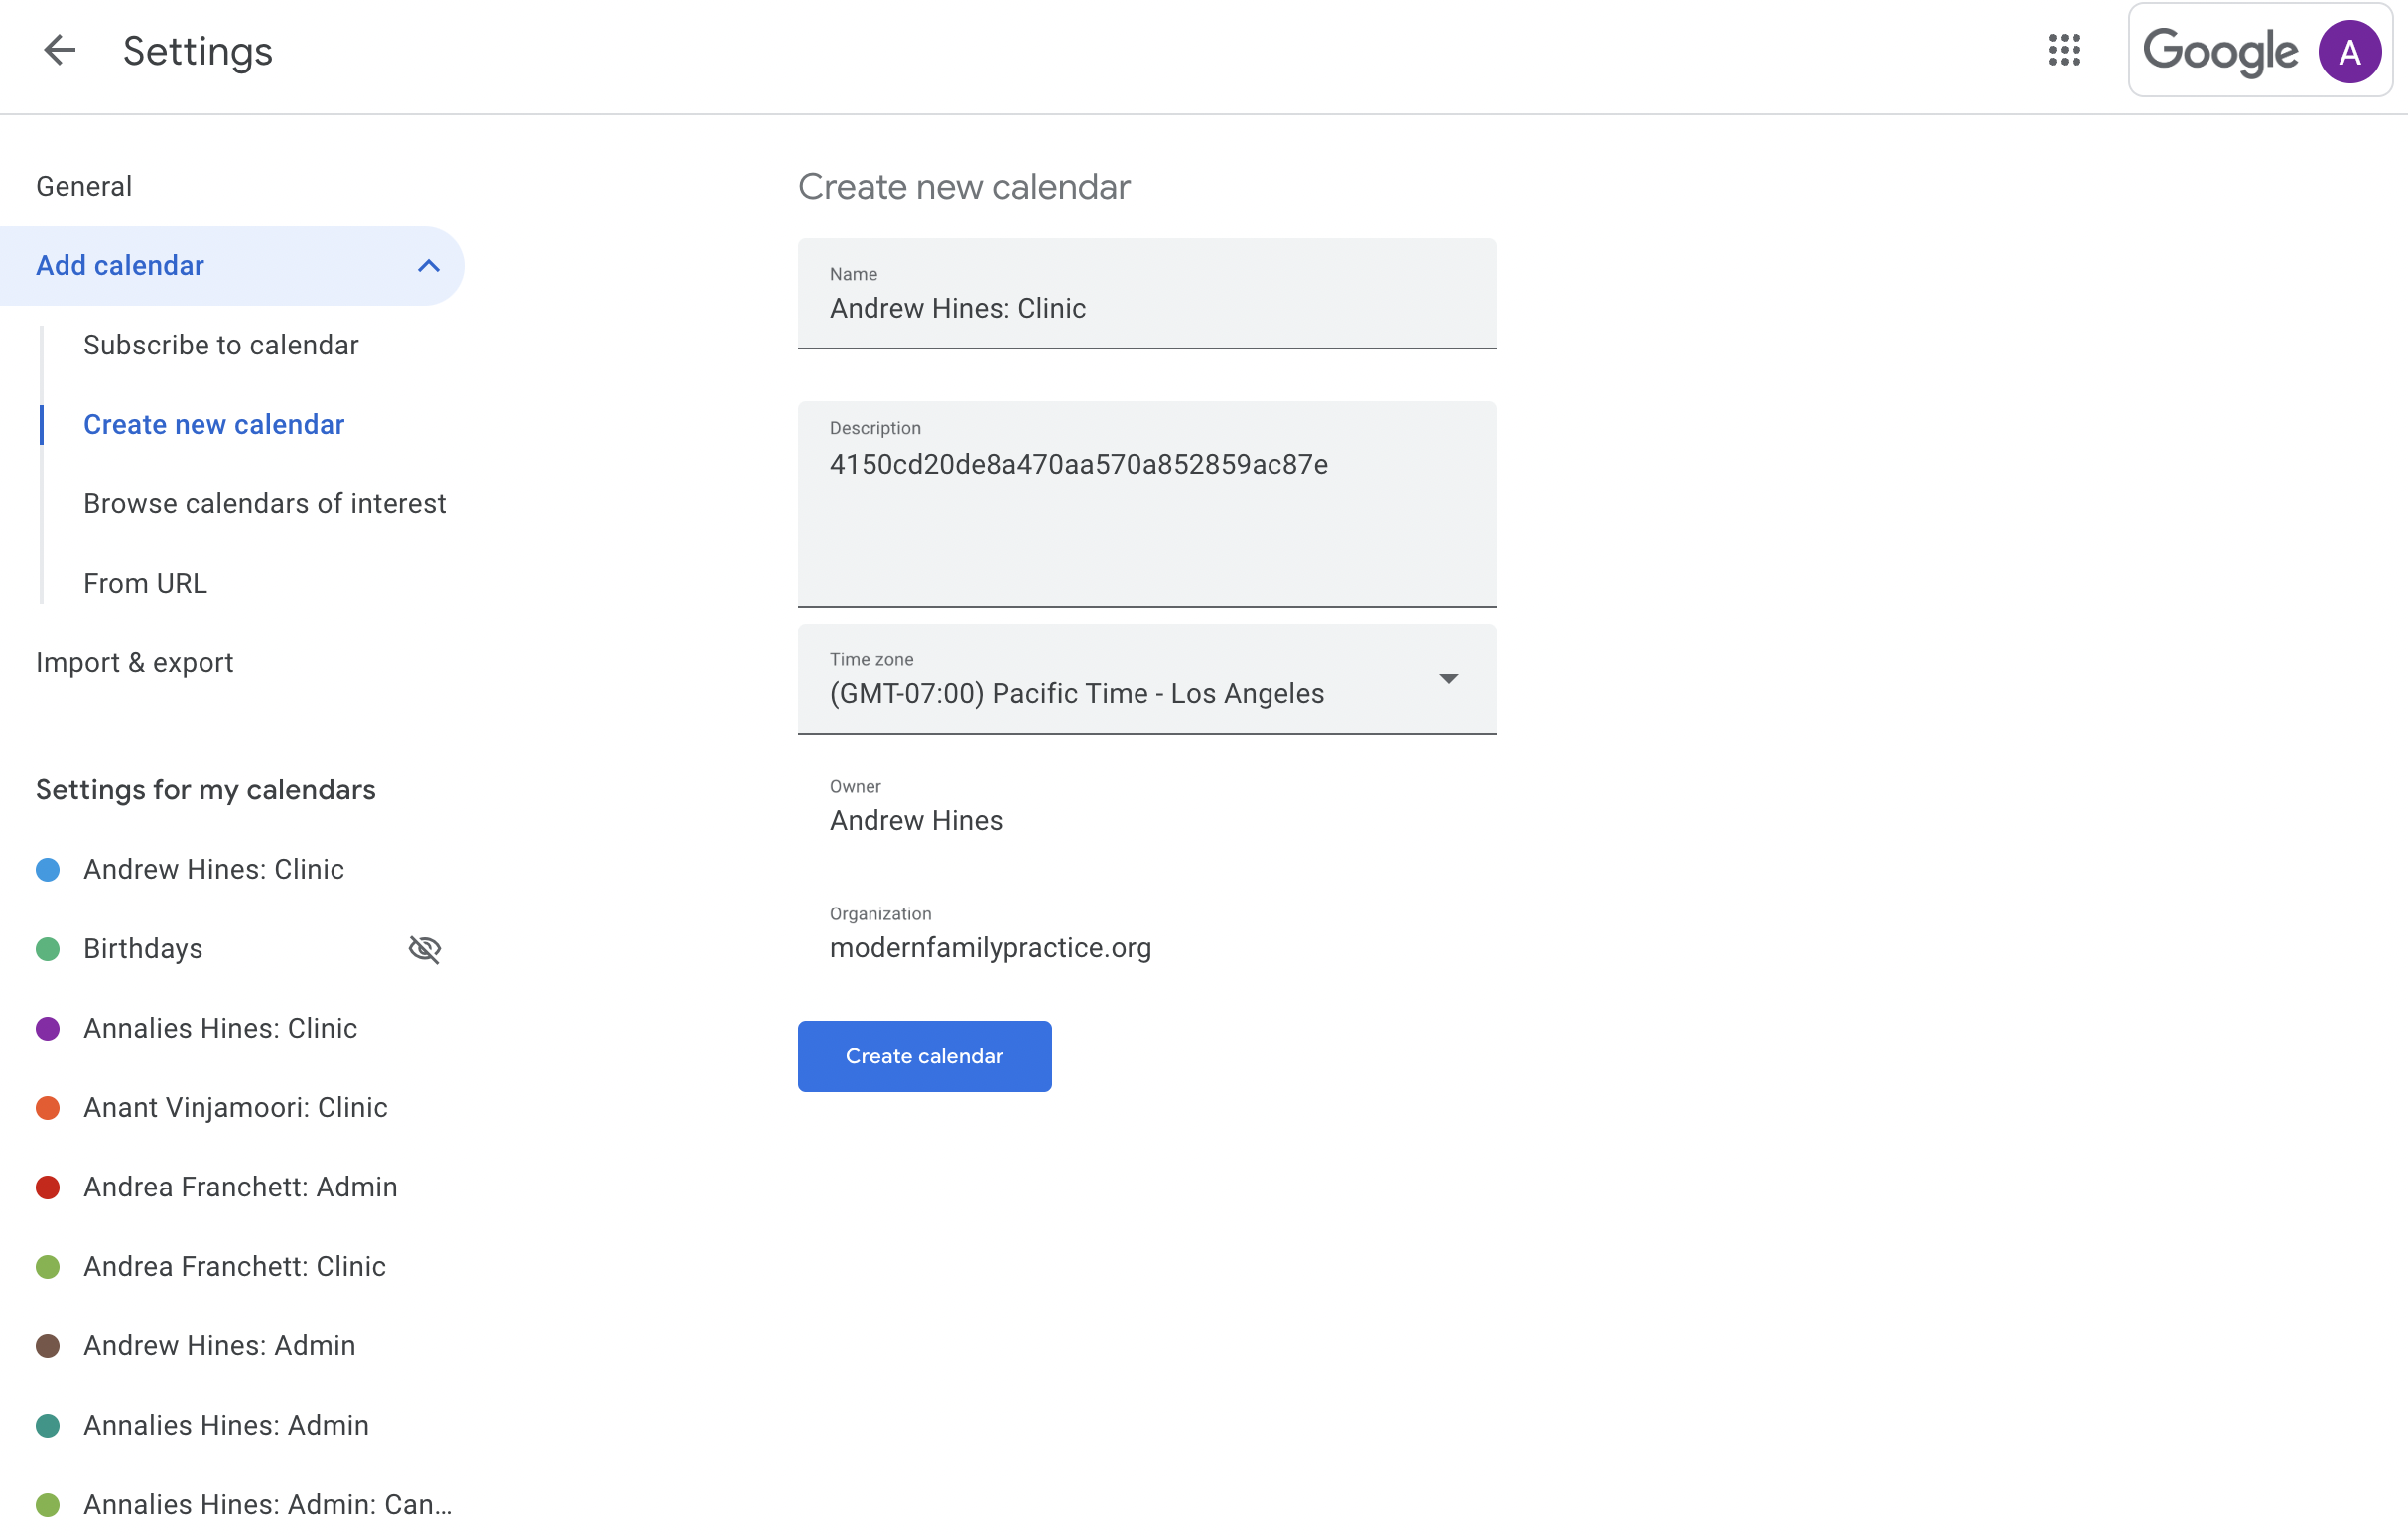 Settings
Google
A
General
Add calendar
Subscribe to calendar
Create new calendar
Browse calendars of interest
From URL
Import & export
Settings for my calendars
Andrew Hines: Clinic
Birthdays
Annalies Hines: Clinic
Anant Vinjamoori: Clinic
Andrea Franchett: Admin
Andrea Franchett: Clinic
Andrew Hines: Admin
Annalies Hines: Admin
Annalies Hines: Admin: Can...
Create new calendar
Name
Andrew Hines: Clinic
Description
4150cd20de8a470aa570a852859ac87e
Time zone
(GMT-07:00) Pacific Time - Los Angeles
Owner
Andrew Hines
Organization
modernfamilypractice.org
Create calendar